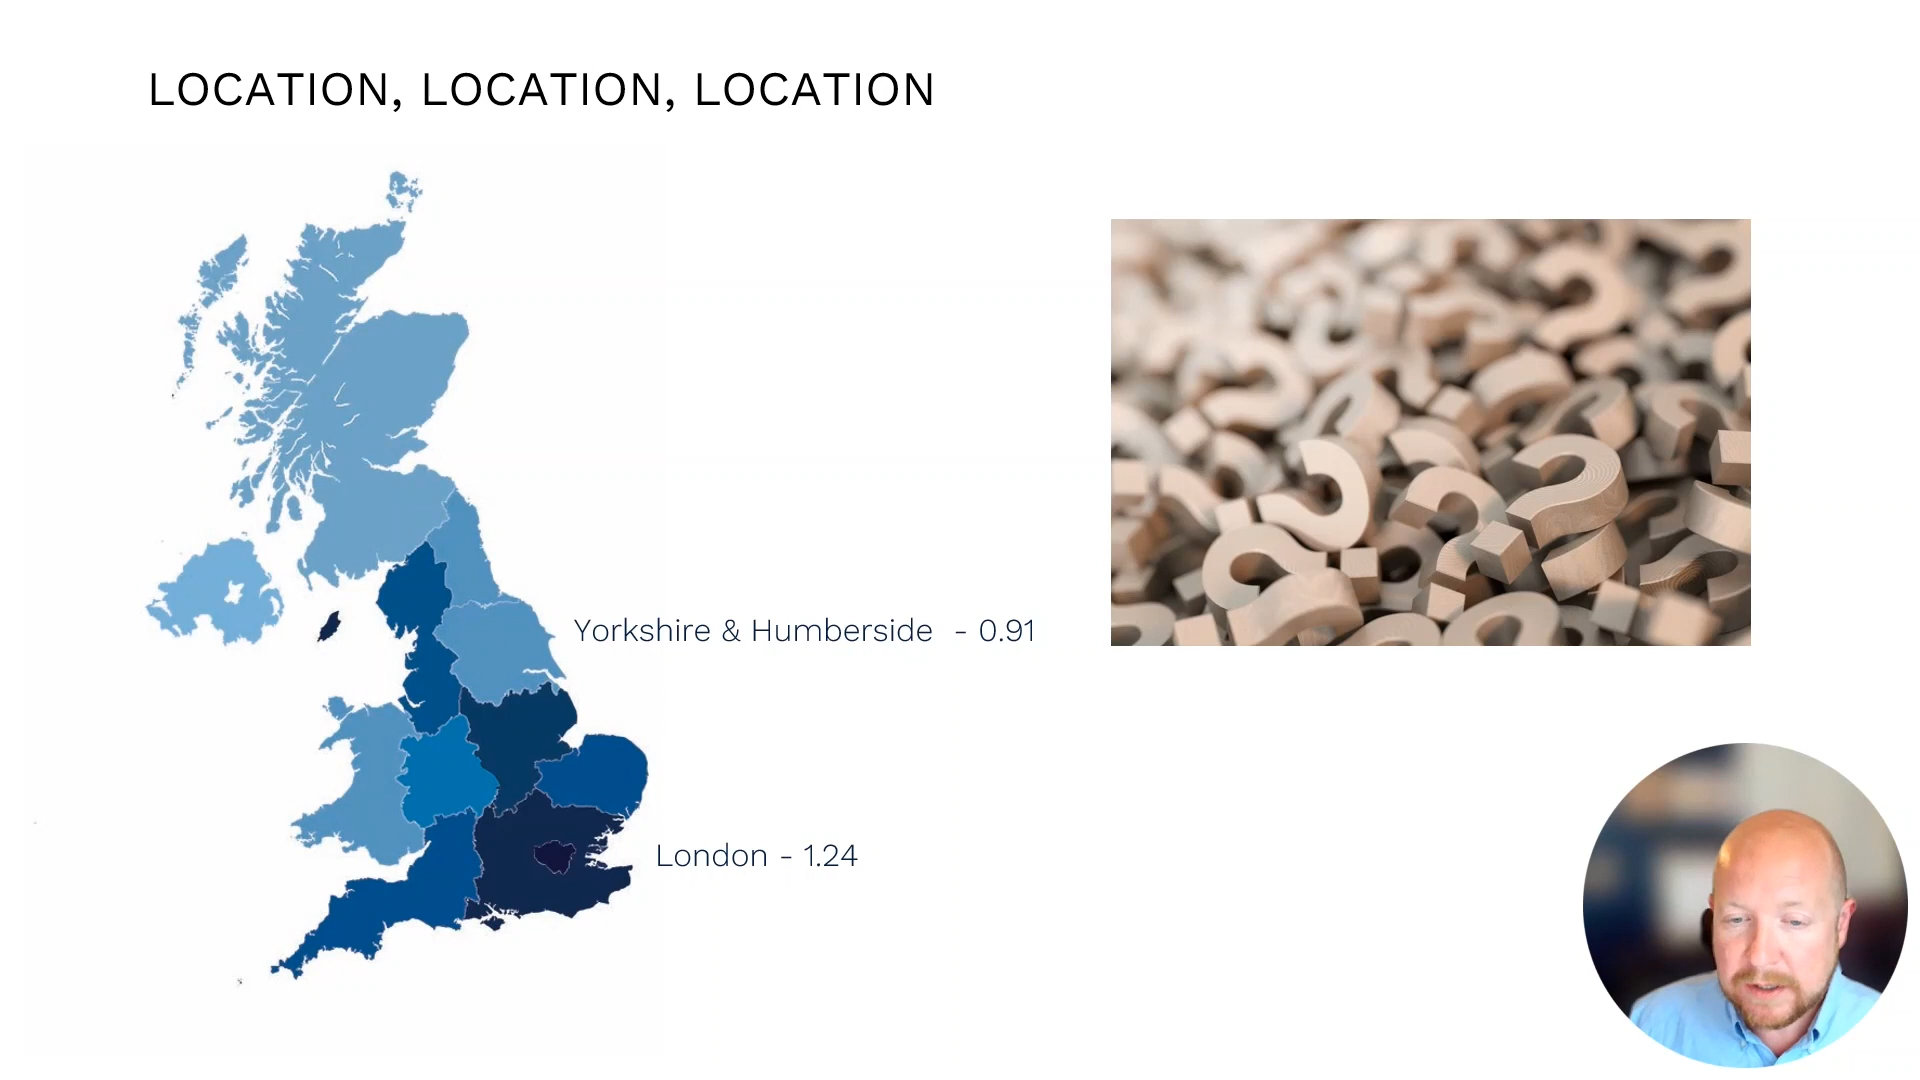 LOCATION, LOCATION, LOCATION
Yorkshire & Humberside - 0.91
London - 1.24